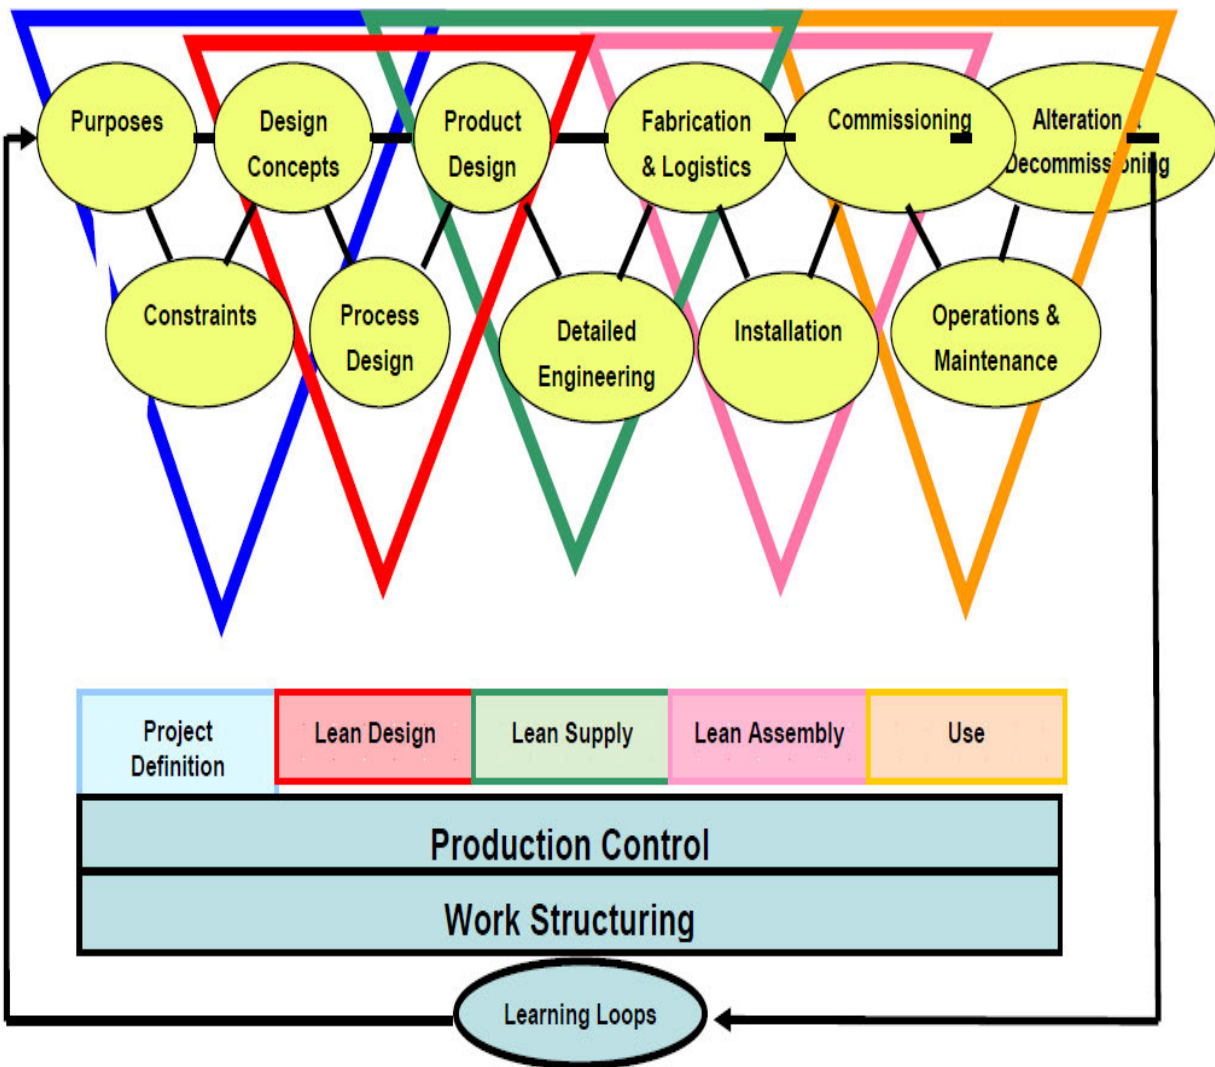 Purposes
Design
Concepts
Product
Design
Fabrication
& Logistics
Commissioning
Alteration
Decommissioning
Constraints
Process
Design
Detailed
Engineering
Installation
Operations &
Maintenance
Project
Definition
Lean Design
Lean Supply
Lean Assembly
Use
Production Control
Work Structuring
Learning Loops